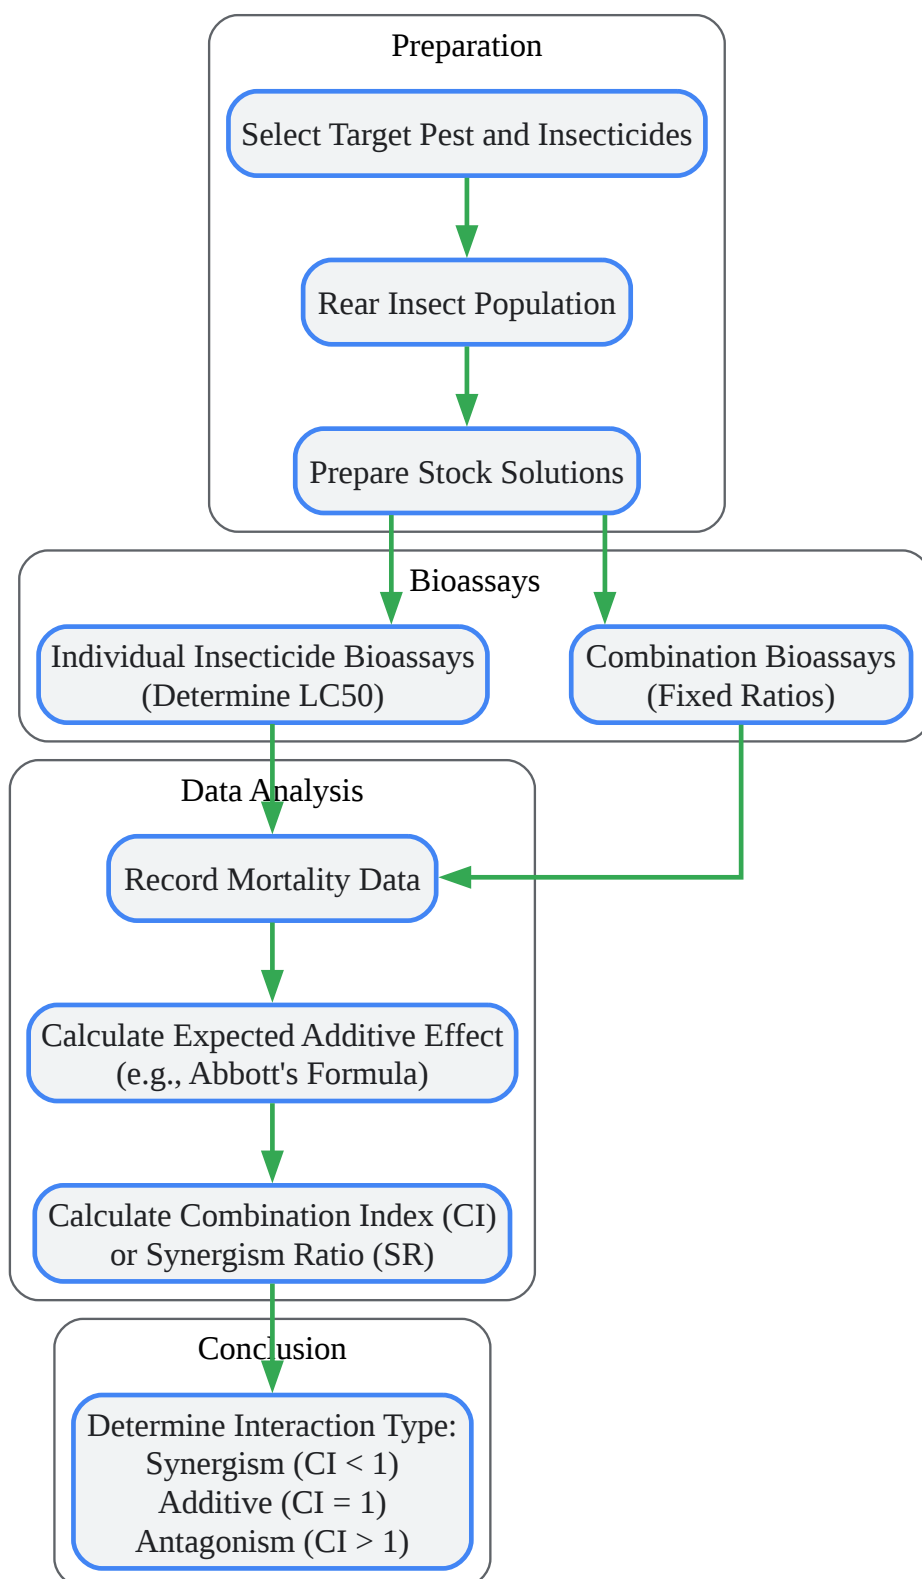 Preparation
Select Target Pest and Insecticides
Rear Insect Population
Prepare Stock Solutions
Bioassays
Individual Insecticide Bioassays
(Determine LC50)
Combination Bioassays
(Fixed Ratios)
Data Analysis
Record Mortality Data
Calculate Expected Additive Effect
(e.g., Abbott's Formula)
Calculate Combination Index (CI)
or Synergism Ratio (SR)
Conclusion
Determine Interaction Type:
Synergism (CI < 1)
Additive (CI = 1)
Antagonism (CI > 1)